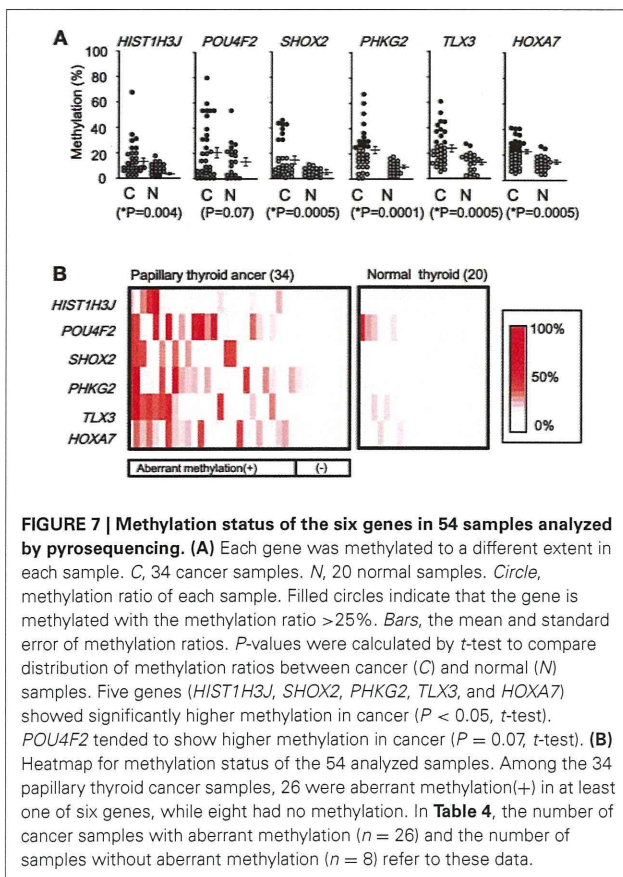 A
HIST1H3J POU4F2 SHOX2 PHKG2 TLX3 HOXA7
Methylation (%)
100
80
60
40
20
0
C N C N C N C N C N C N
(*P=0.004) (P=0.07) (*P=0.0005) (*P=0.0001) (*P=0.0005) (*P=0.0005)
B
Papillary thyroid ancer (34) Normal thyroid (20)
HIST1H3J
POU4F2
SHOX2
PHKG2
TLX3
HOXA7
100%
50%
0%
Aberrant methylation(+) (-)
FIGURE 7 | Methylation status of the six genes in 54 samples analyzed
by pyrosequencing. (A) Each gene was methylated to a different extent in
each sample. C, 34 cancer samples. N, 20 normal samples. Circle,
methylation ratio of each sample. Filled circles indicate that the gene is
methylated with the methylation ratio >25%. Bars, the mean and standard
error of methylation ratios. P-values were calculated by t-test to compare
distribution of methylation ratios between cancer (C) and normal (N)
samples. Five genes (HIST1H3J, SHOX2, PHKG2, TLX3, and HOXA7)
showed significantly higher methylation in cancer (P < 0.05, t-test).
POU4F2 tended to show higher methylation in cancer (P = 0.07, t-test). (B)
Heatmap for methylation status of the 54 analyzed samples. Among the 34
papillary thyroid cancer samples, 26 were aberrant methylation(+) in at least
one of six genes, while eight had no methylation. In Table 4, the number of
cancer samples with aberrant methylation (n = 26) and the number of
samples without aberrant methylation (n = 8) refer to these data.